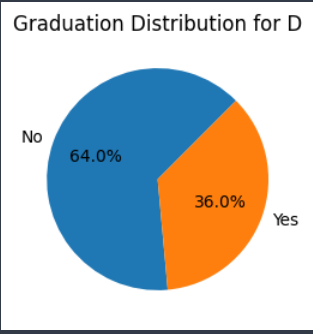 Graduation Distribution for D
No
64.0%
36.0%
Yes